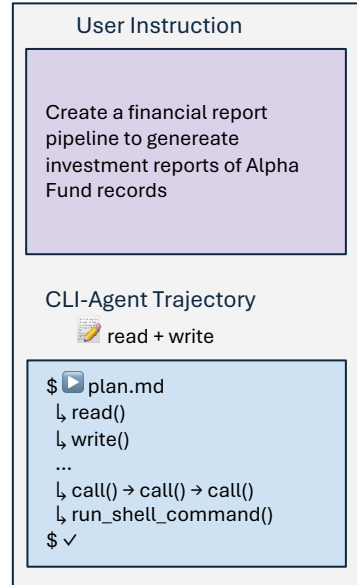 User Instruction
Create a financial report
pipeline to genereate
investment reports of Alpha
Fund records
CLI-Agent Trajectory
📝 read + write
$ ▶️ plan.md
↳ read()
↳ write()
...
↳ call() → call() → call()
↳ run_shell_command()
$ ✓